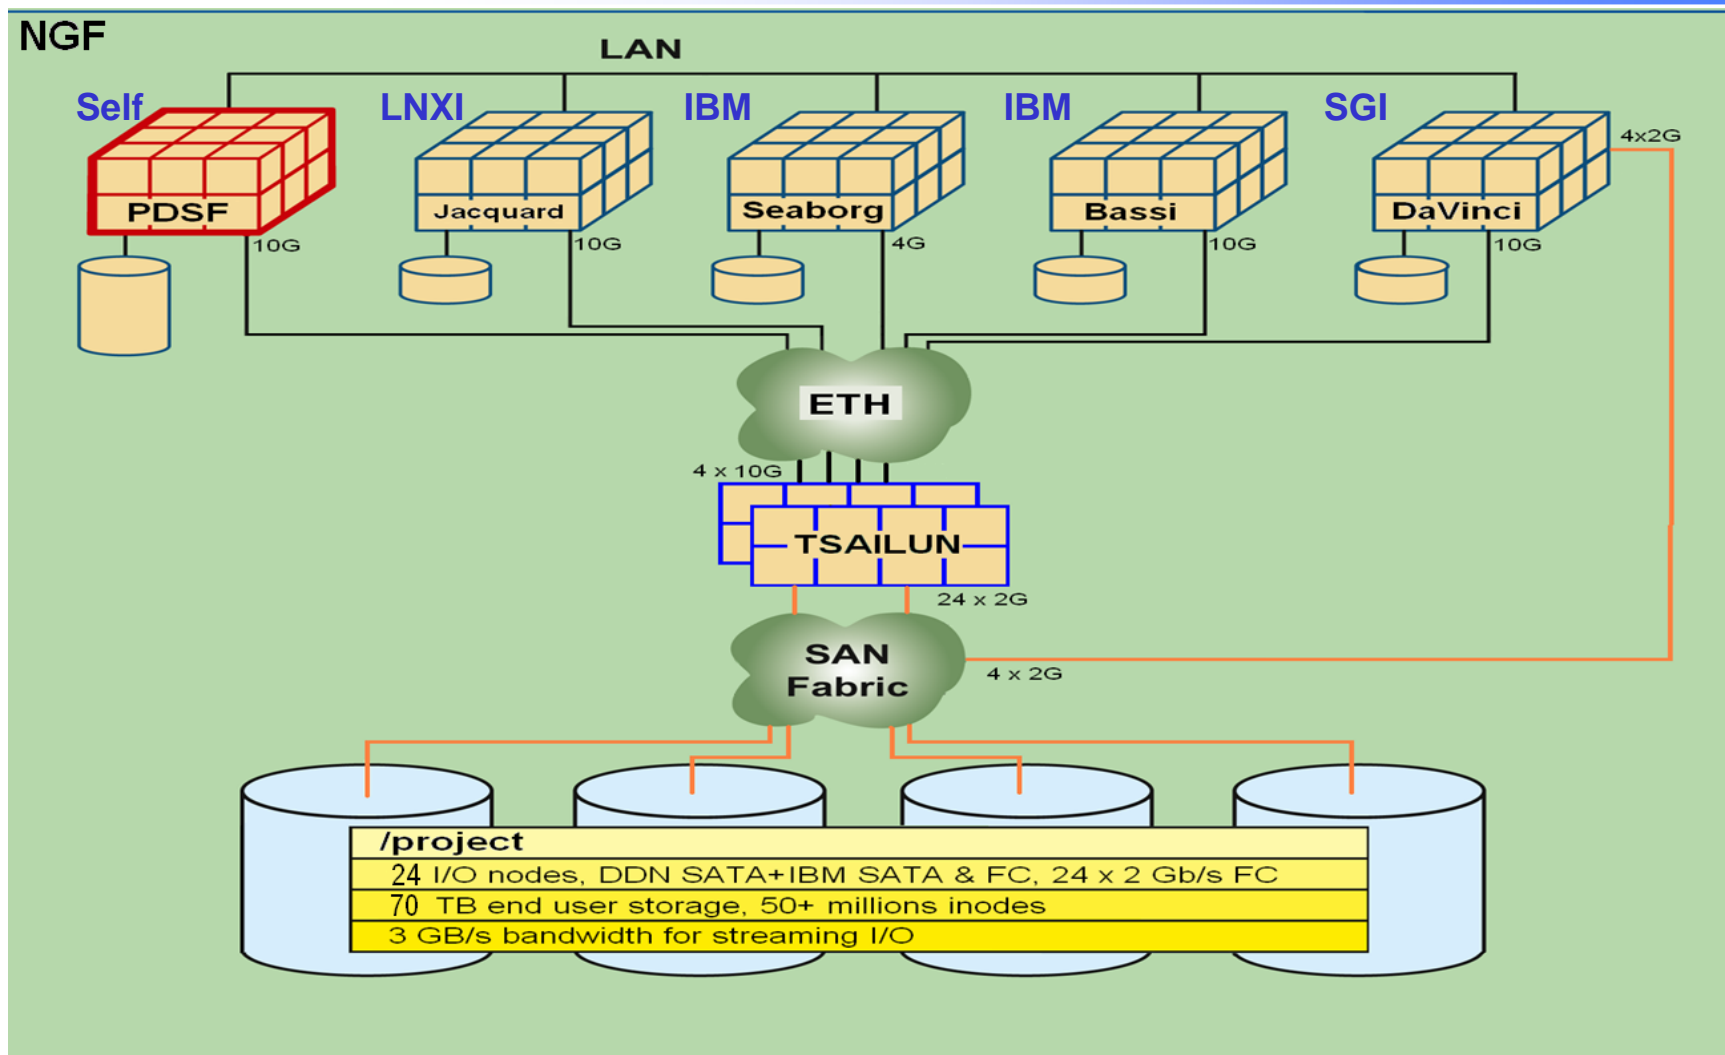 NGF
LAN
Self
LNXI
IBM
IBM
SGI
4x2G
PDSF
Jacquard
Seaborg
Bassi
DaVinci
10G
10G
4G
10G
10G
ETH
4 x 10G
TSAILUN
24 x 2G
SAN
Fabric
4 x 2G
/project
24 I/O nodes, DDN SATA+IBM SATA & FC, 24 x 2 Gb/s FC
70 TB end user storage, 50+ millions inodes
3 GB/s bandwidth for streaming I/O